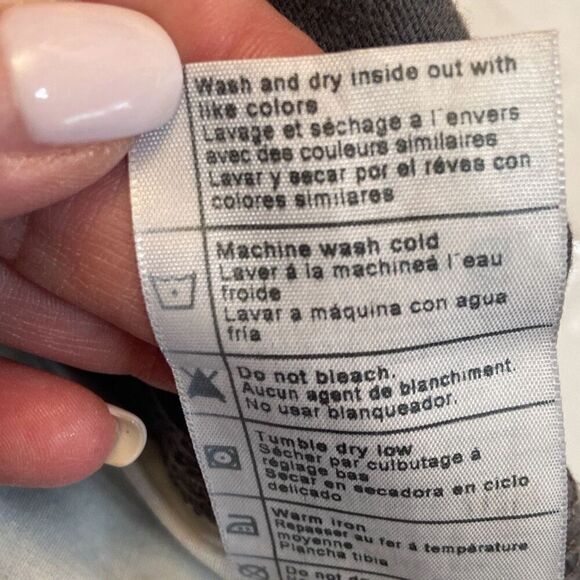 Wash and dry inside out with
like colors
Lavage et séchage a l'envers
avec des couleurs similaires
Lavar y secar por el réves con
colores similares
Machine wash cold
Laver á la machineá l'eau
froide
Lavar a máquina con agua
fría
Do not bleach.
Aucun agent de blanchiment.
No usar blanqueador.
Tumble dry low
Sécher par culbutage à
réglage bas
Secar en secadora en ciclo
delicado
Warm iron
Repasser au fer á température
moyenne
Plancha tibia
Do not